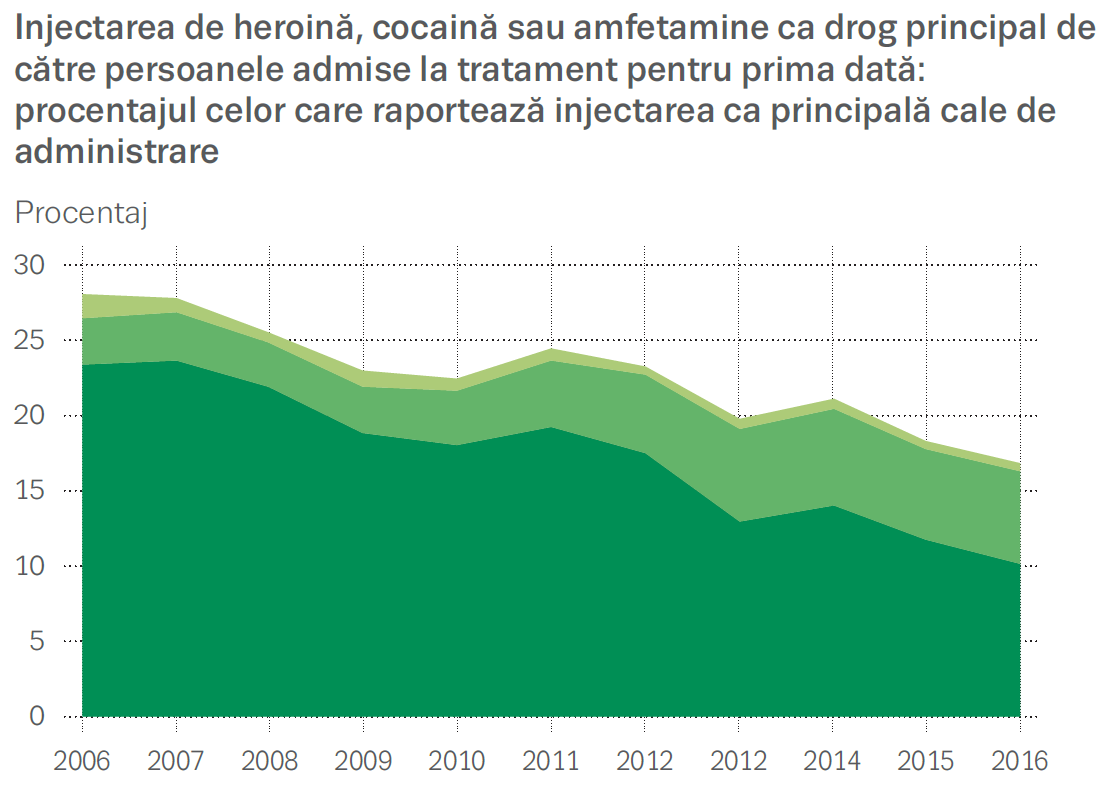 Injectarea de heroină, cocaină sau amfetamine ca drog principal de
către persoanele admise la tratament pentru prima dată:
procentajul celor care raportează injectarea ca principală cale de
administrare
Procentaj
30
25
20
15
10
5
0
2006 2007 2008 2009 2010 2011 2012 2012 2014 2015 2016